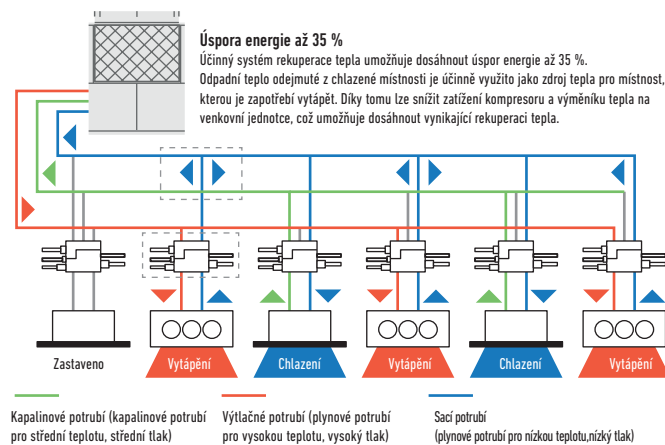 Úspora energie až 35 %
Účinný systém rekuperace tepla umožňuje dosáhnout úspor energie až 35 %.
Odpadní teplo odejmuté z chlazené místnosti je účinně využito jako zdroj tepla pro místnost,
kterou je zapotřebí vytápět. Díky tomu lze snížit zatížení kompresoru a výměníku tepla na
venkovní jednotce, což umožňuje dosáhnout vynikající rekuperaci tepla.
Zastaveno
Vytápění
Chlazení
Vytápění
Chlazení
Vytápění
Kapalinové potrubí (kapalinové potrubí
pro střední teplotu, střední tlak)
Výtlačné potrubí (plynové potrubí
pro vysokou teplotu, vysoký tlak)
Sací potrubí
(plynové potrubí pro nízkou teplotu,nízký tlak)